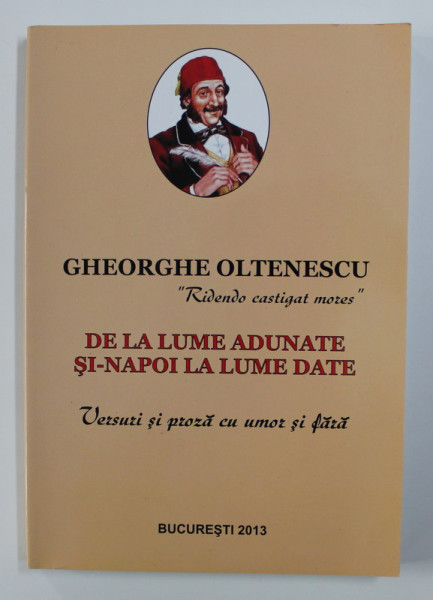 GHEORGHE OLTENESCU
"Ridendo castigat mores"
DE LA LUME ADUNATE
ŞI-NAPOI LA LUME DATE
Versuri şi proză cu umor şi fără
BUCUREŞTI 2013